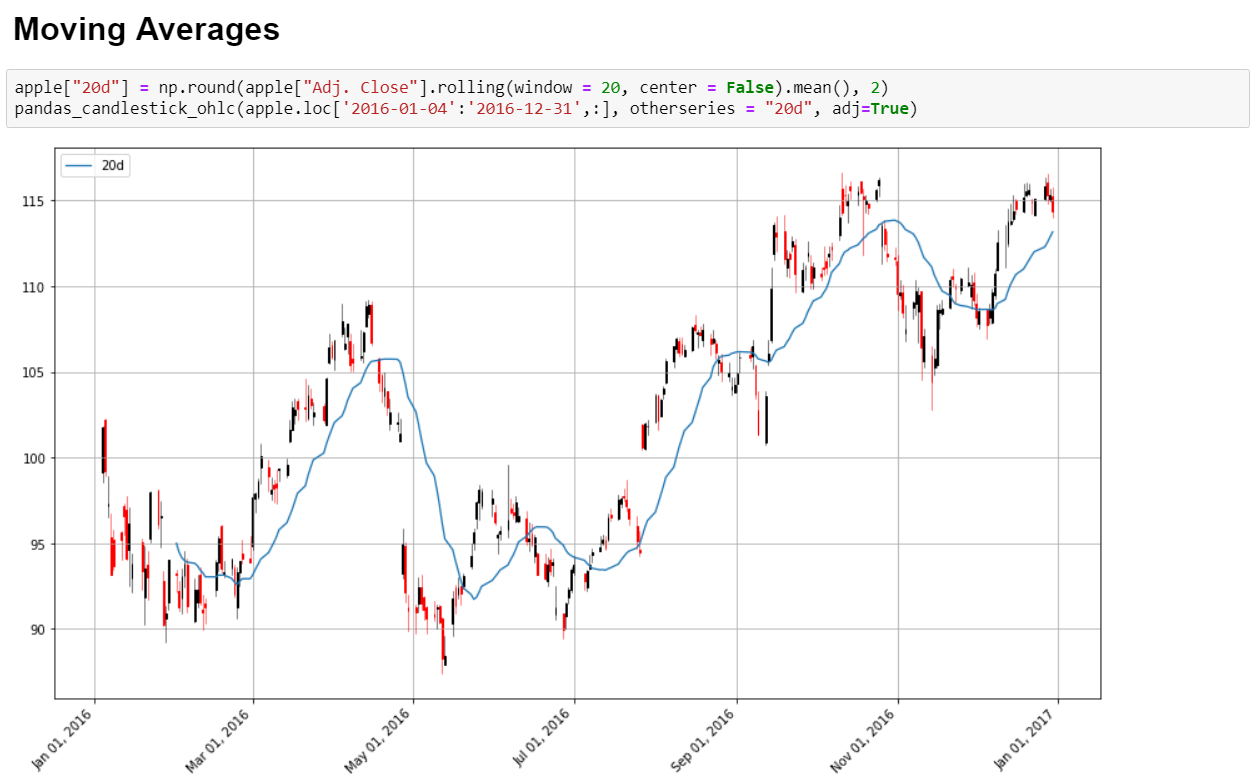 Moving Averages
apple["20d"] = np.round(apple["Adj. Close"].rolling(window = 20, center = False).mean(), 2)
pandas_candlestick_ohlc(apple.loc['2016-01-04':'2016-12-31',:], otherseries = "20d", adj=True)
20d
115
110
105
100
95
90
Jan 01, 2016
Mar 01, 2016
May 01, 2016
Jul 01, 2016
Sep 01, 2016
Nov 01, 2016
Jan 01, 2017